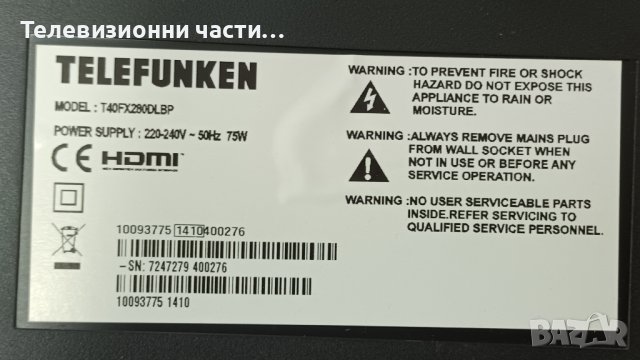 Телевизионни части…
TELEFUNKEN
MODEL : T40FX280DLBP
POWER SUPPLY : 220-240V ~ 50Hz 75W
CE HDMI
10093775 1410 400276
-SN: 7247279 400276
10093775 1410
WARNING :TO PREVENT FIRE OR SHOCK
HAZARD DO NOT EXPOSE THIS
APPLIANCE TO RAIN OR
MOISTURE.
WARNING :ALWAYS REMOVE MAINS PLUG
FROM WALL SOCKET WHEN
NOT IN USE OR BEFORE ANY
SERVICE OPERATION.
WARNING :NO USER SERVICEABLE PARTS
INSIDE.REFER SERVICING TO
QUALIFIED SERVICE PERSONNEL.
BAZAR